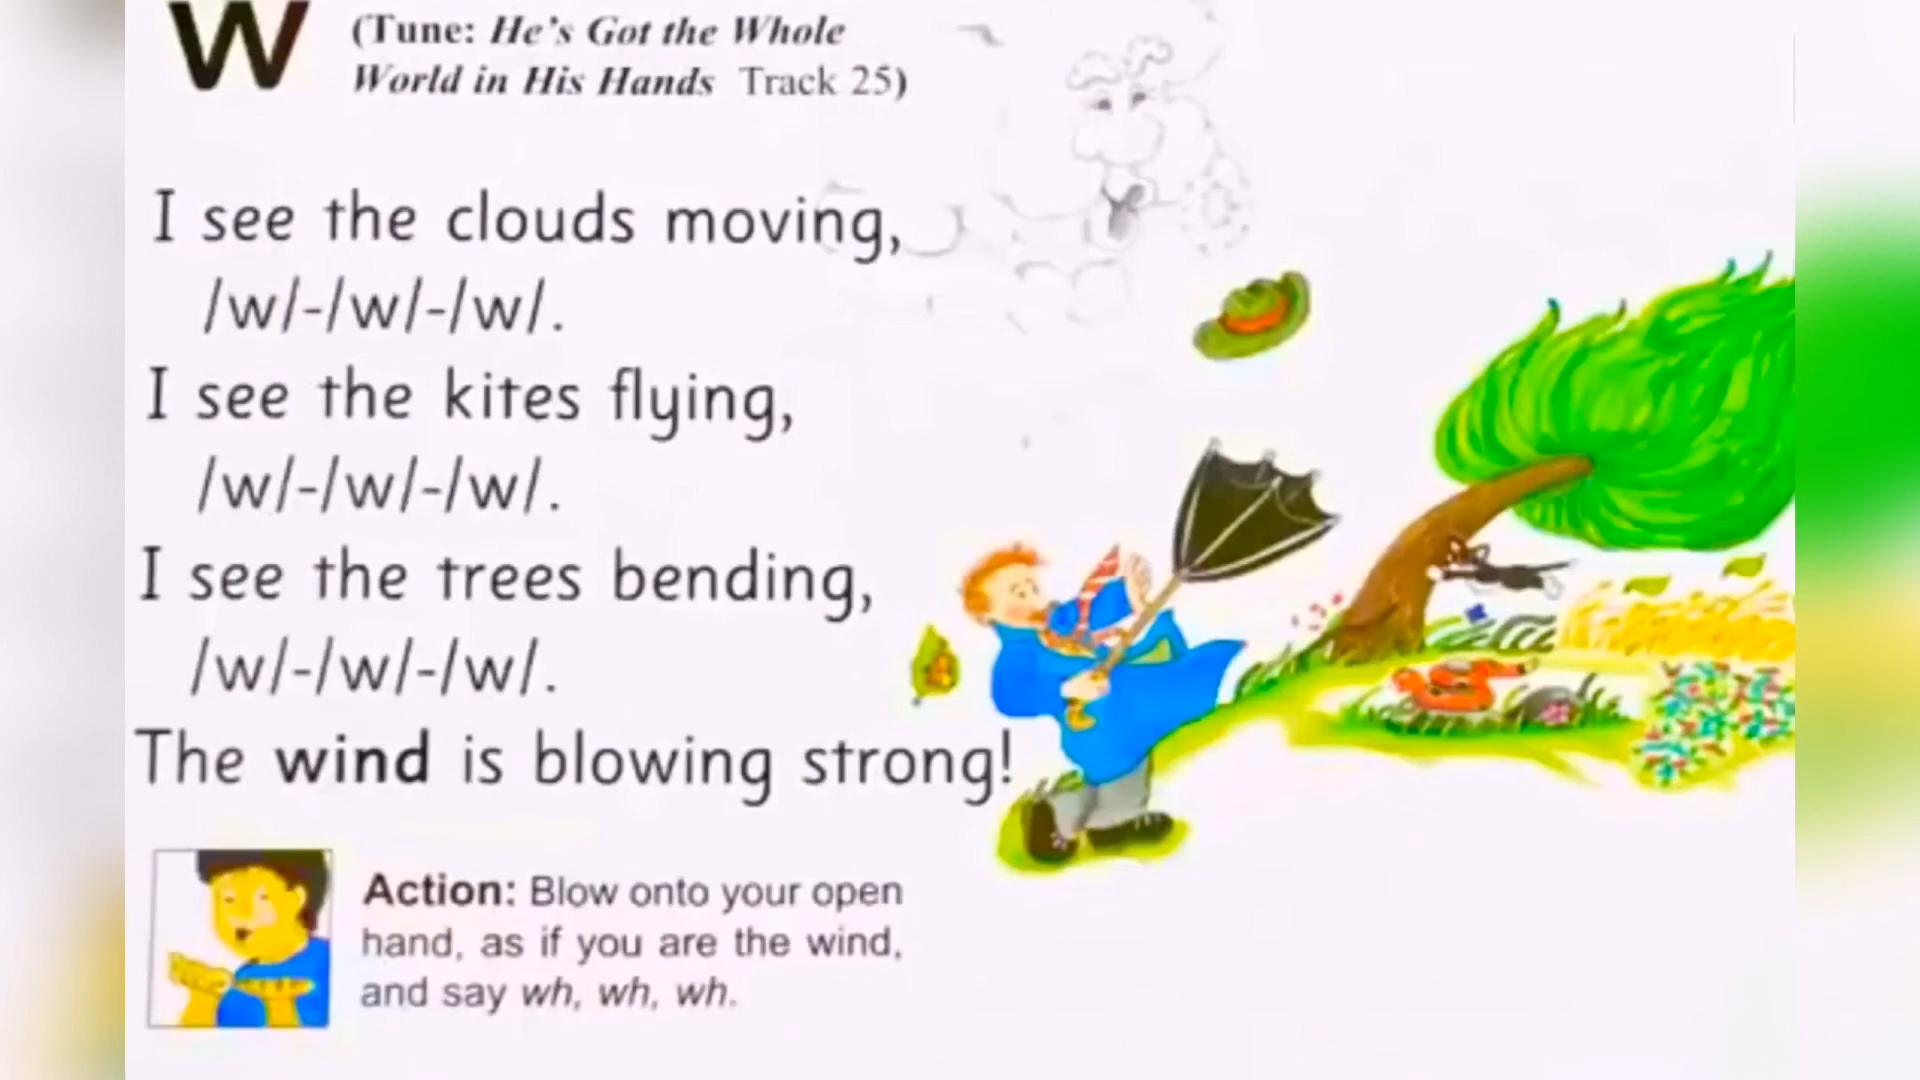 w
(Tune: He's Got the Whole
World in His Hands Track 25)
I see the clouds moving,
/w/-/w/-/w/.
I see the kites flying,
/w/-/w/-/w/.
I see the trees bending,
/w/-/w/-/w/.
The wind is blowing strong!
Action: Blow onto your open
hand, as if you are the wind,
and say wh, wh, wh.